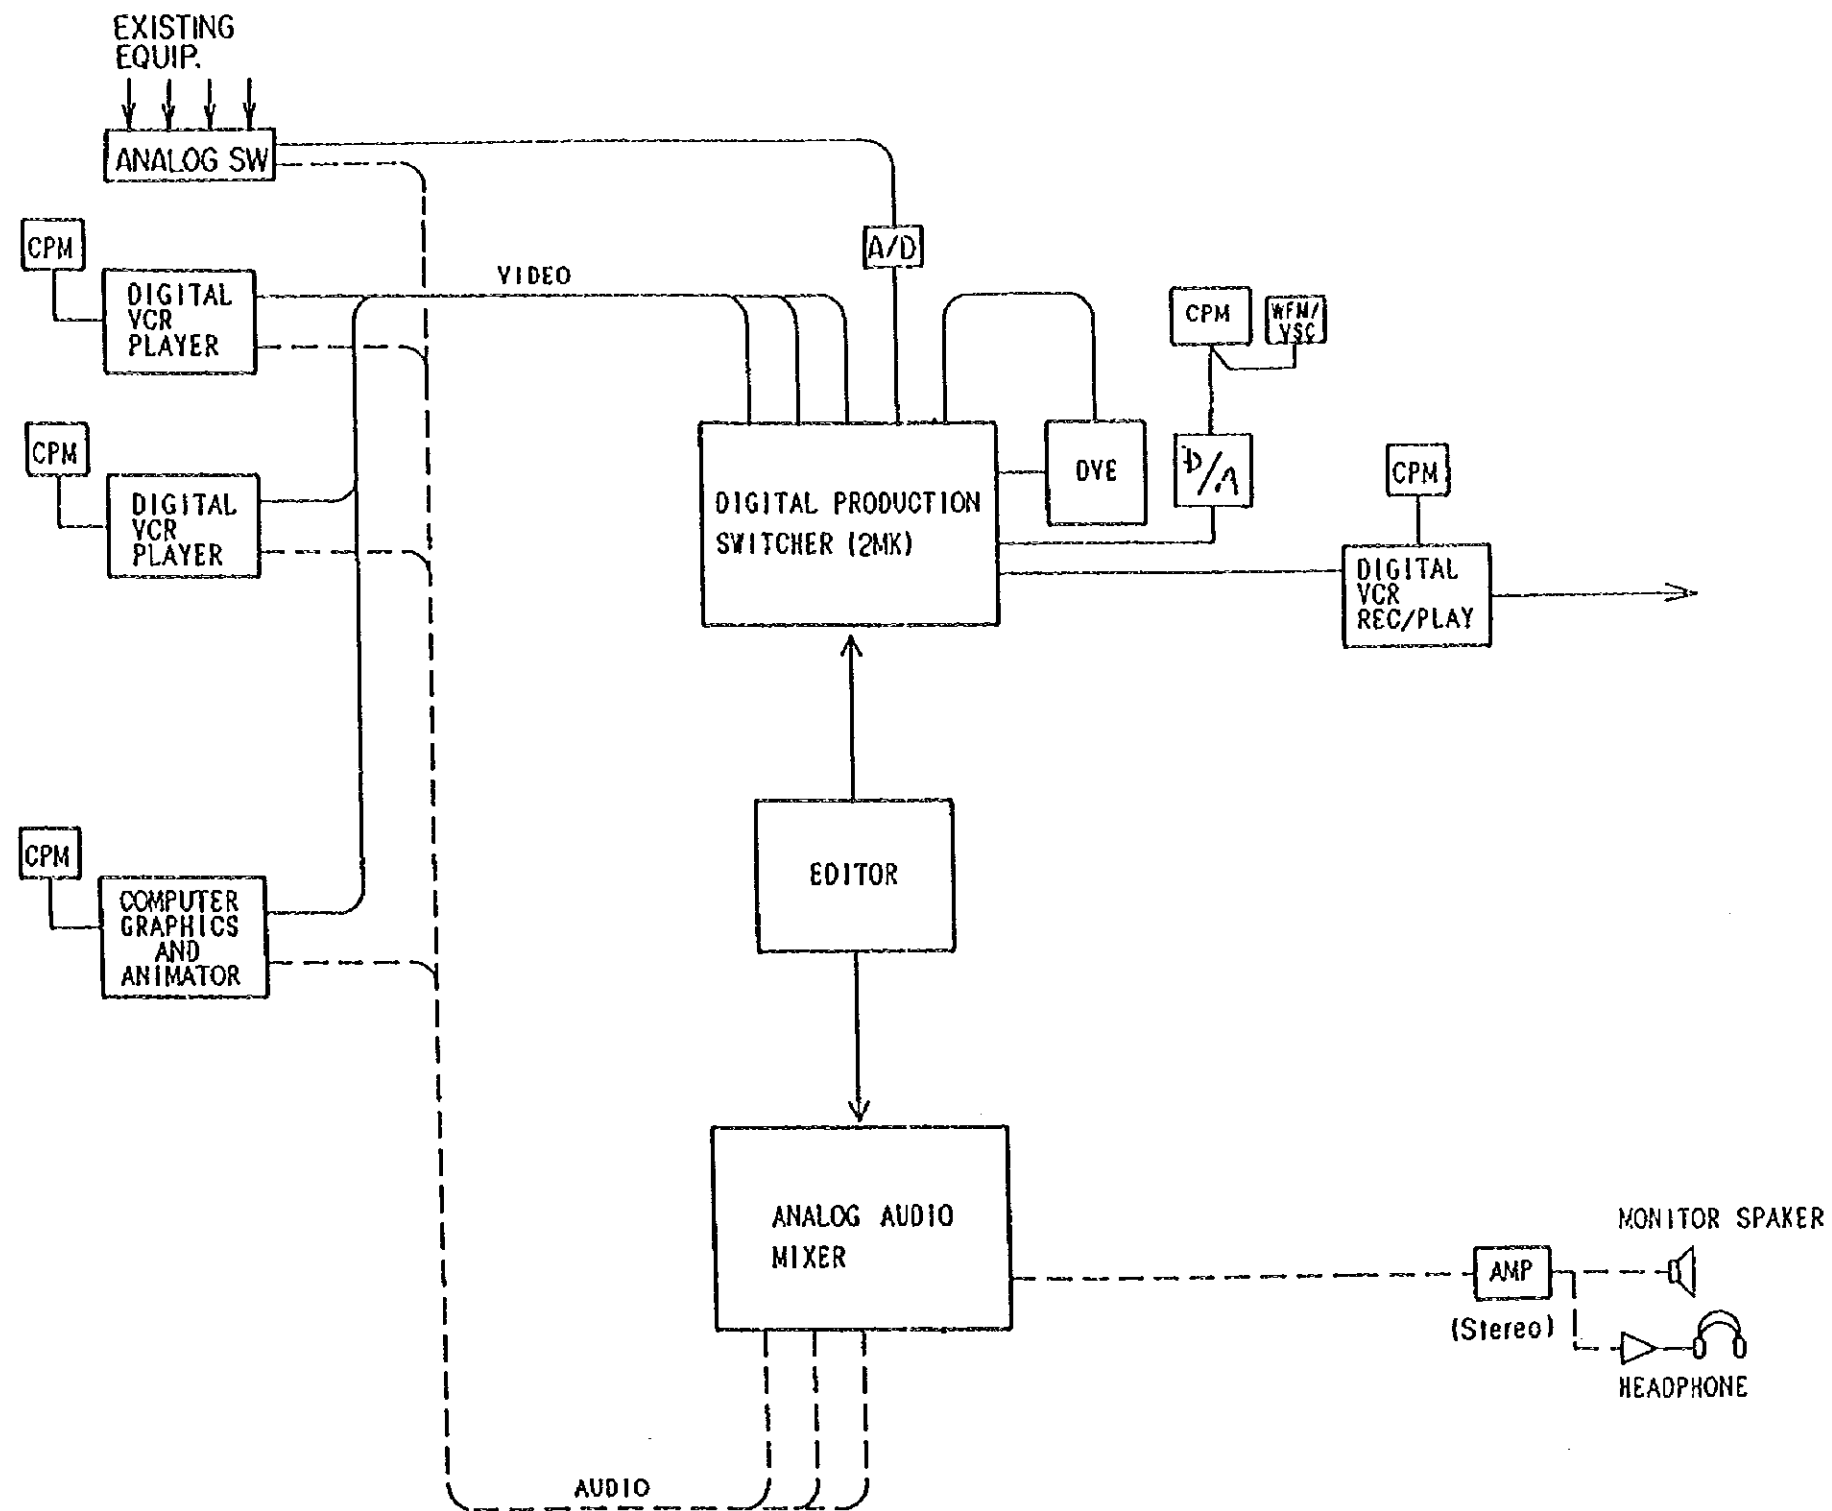 EXISTING
EQUIP.
ANALOG SW
CPM
DIGITAL
VCR
PLAYER
VIDEO
A/D
CPM
WFM/
VSC
CPM
DIGITAL
VCR
PLAYER
DIGITAL PRODUCTION
SWITCHER (2MK)
DVE
D/A
CPM
DIGITAL
VCR
REC/PLAY
CPM
COMPUTER
GRAPHICS
AND
ANIMATOR
EDITOR
ANALOG AUDIO
MIXER
MONITOR SPAKER
AMP
(Stereo)
HEADPHONE
AUDIO